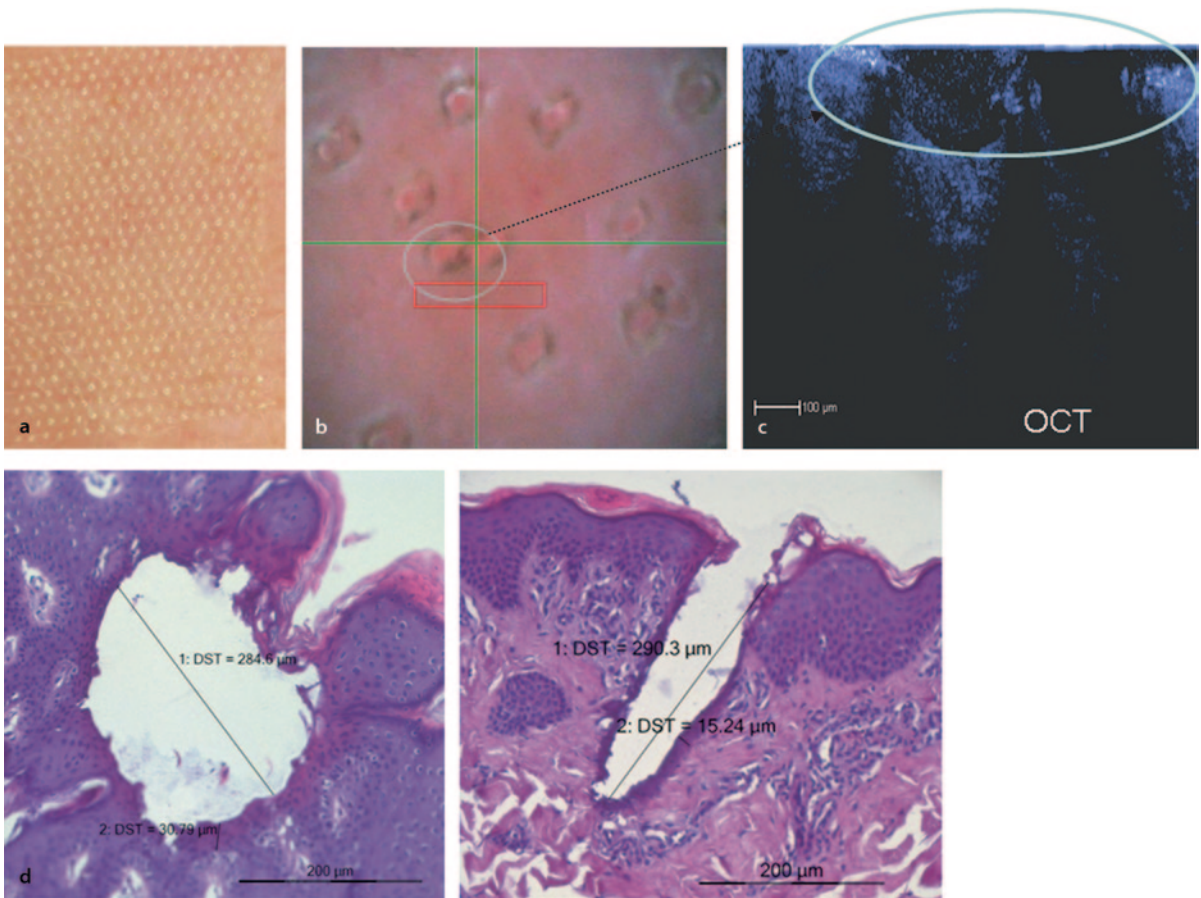 a
b
c
100 µm
OCT
1: DST = 284.6 µm
2: DST = 30.79 µm
200 µm
d
1: DST = 290.3 µm
2: DST = 15.24 µm
200 µm